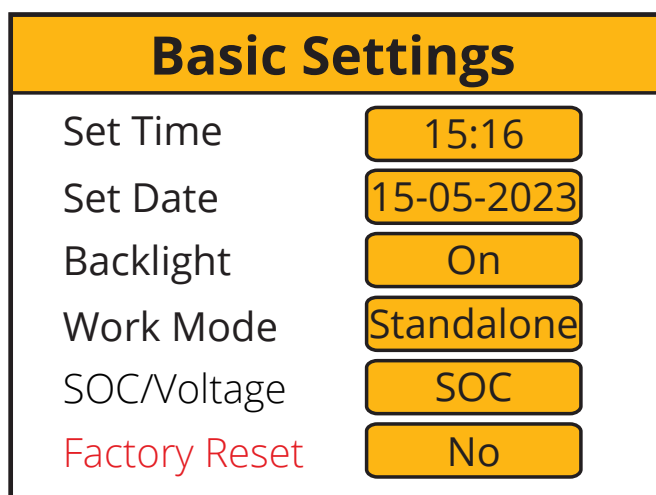 Basic Settings
Set Time 15:16
Set Date 15-05-2023
Backlight On
Work Mode Standalone
SOC/Voltage SOC
Factory Reset No